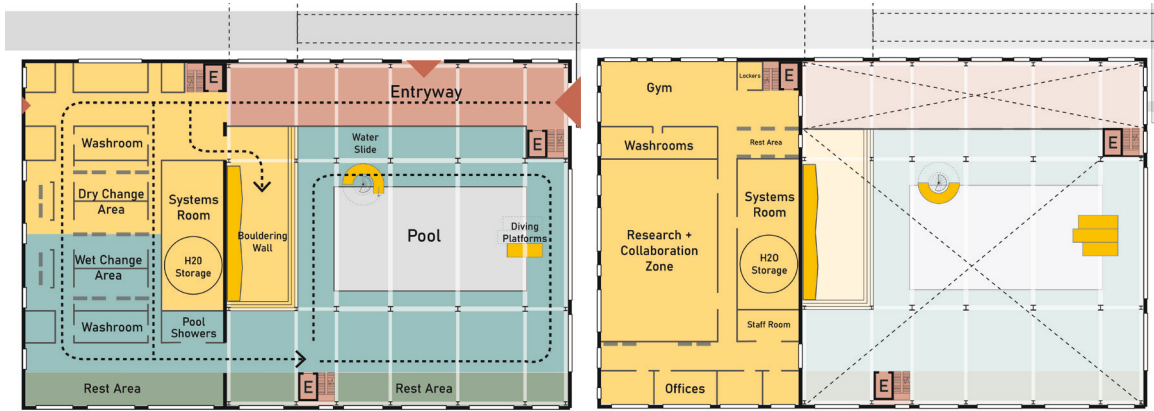 E
Entryway
E
Washroom
Water
Slide
Dry Change
Area
Systems
Room
Bouldering
Wall
Pool
Diving
Platforms
Wet Change
Area
H20
Storage
Washroom
Pool
Showers
Rest Area
E
Rest Area
Gym
Lockers
E
Washrooms
Rest Area
E
Systems
Room
Research +
Collaboration
Zone
H2O
Storage
Staff Room
Offices
E